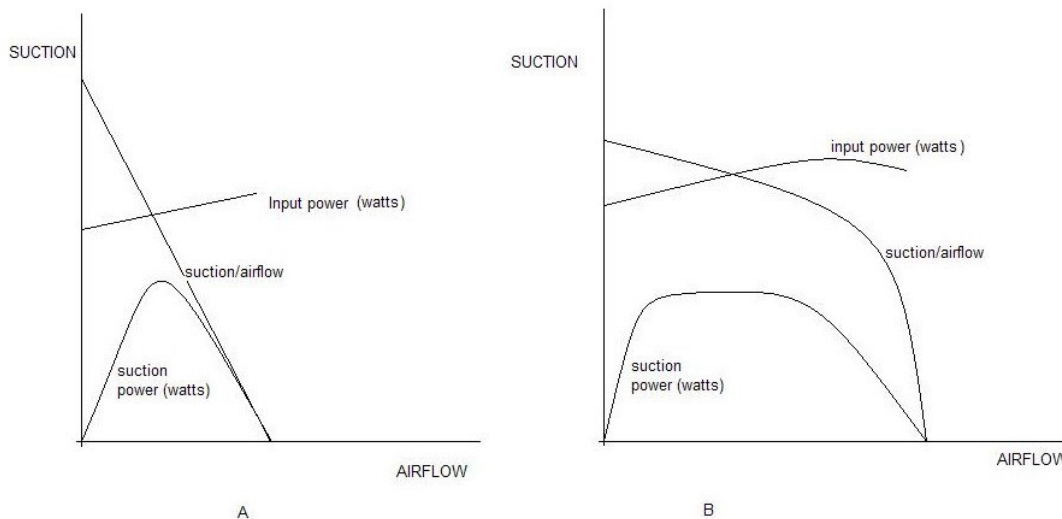 SUCTION
Input power (watts)
suction/airflow
suction
power (watts)
AIRFLOW
A
SUCTION
input power (watts)
suction/airflow
suction
power (watts)
AIRFLOW
B